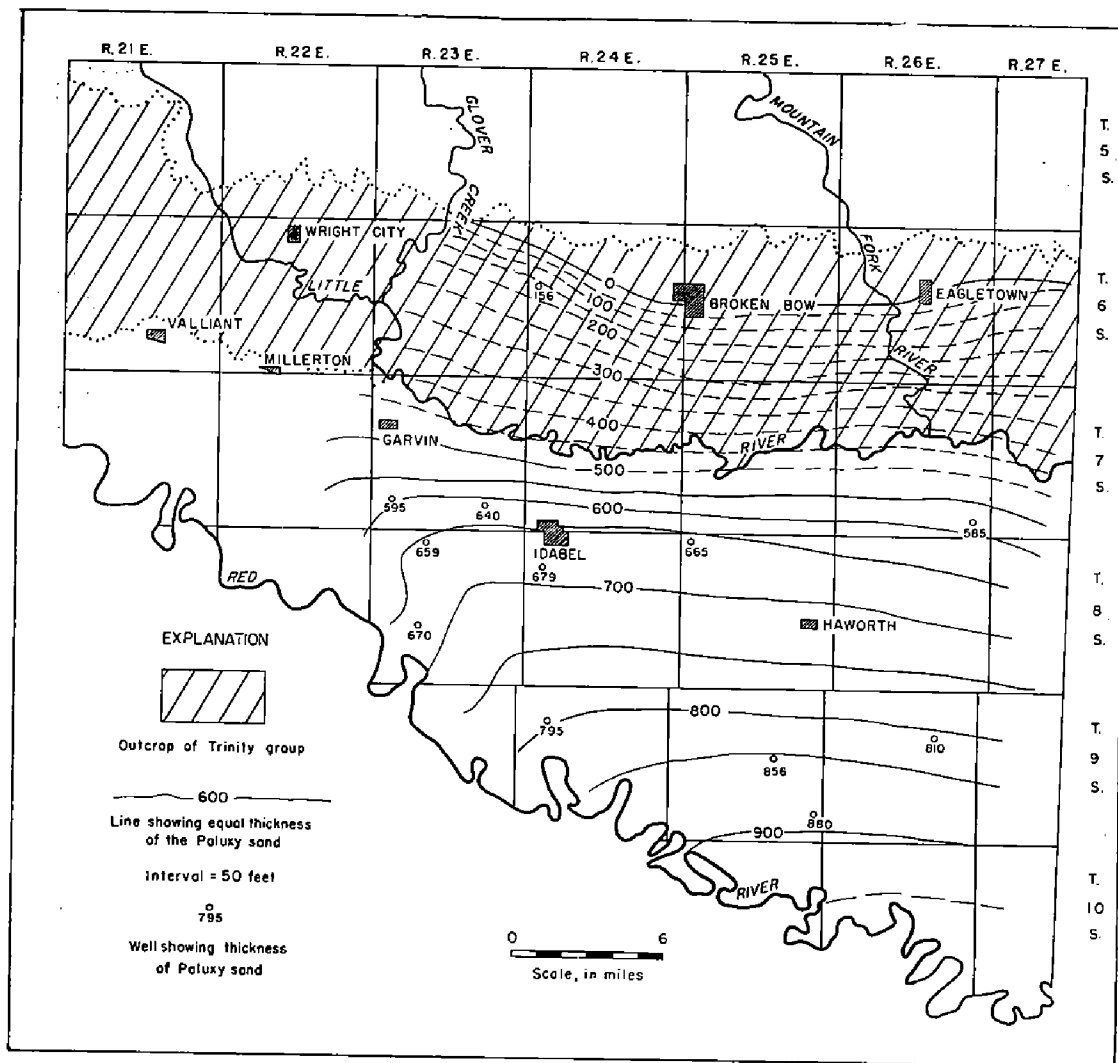 R. 21 E. R. 22 E. R. 23 E. R. 24 E. R. 25 E. R. 26 E. R. 27 E.
GLOVER
CREEK
MOUNTAIN
FORK
RIVER
T.
5
S.
WRIGHT CITY
LITTLE
VALLIANT
MILLERTON
156
0
100
200
300
400
BROKEN BOW
EAGLETOWN
T.
6
S.
GARVIN
RIVER
500
T.
7
S.
595
640
600
585
659
IDABEL
665
679
RED
700
T.
8
S.
670
HAWORTH
EXPLANATION
Outcrop of Trinity group
600
Line showing equal thickness
of the Paluxy sand
Interval = 50 feet
795
Well showing thickness
of Paluxy sand
795
800
810
856
T.
9
S.
880
900
RIVER
T.
10
S.
0 6
Scale, in miles